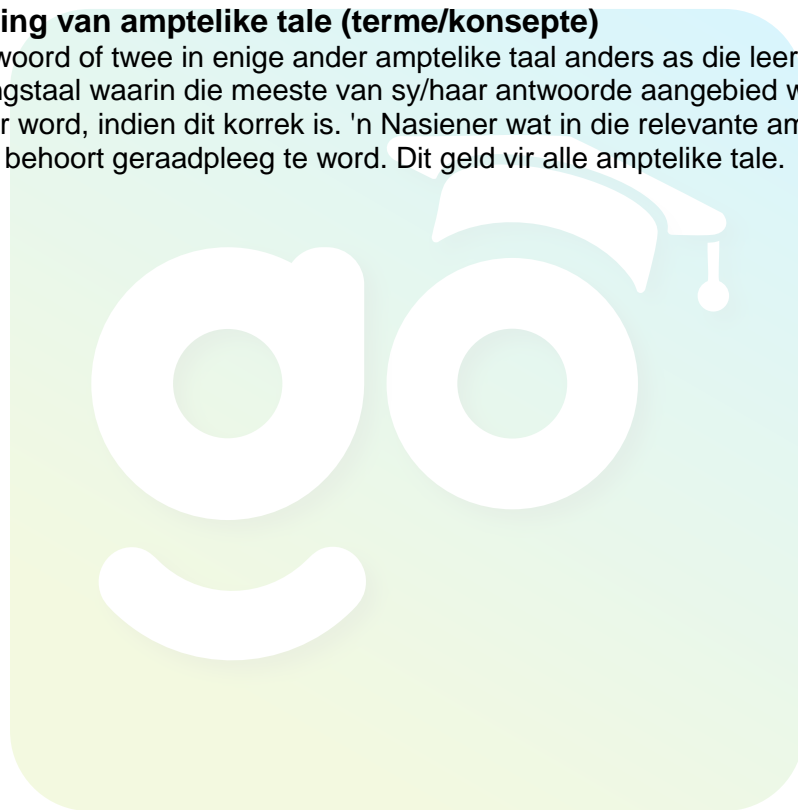 ing van amptelike tale (terme/konsepte)
woord of twee in enige ander amptelike taal anders as die leer
ngstaal waarin die meeste van sy/haar antwoorde aangebied w
r word, indien dit korrek is. 'n Nasiener wat in die relevante am
behoort geraadpleeg te word. Dit geld vir alle amptelike tale.
go